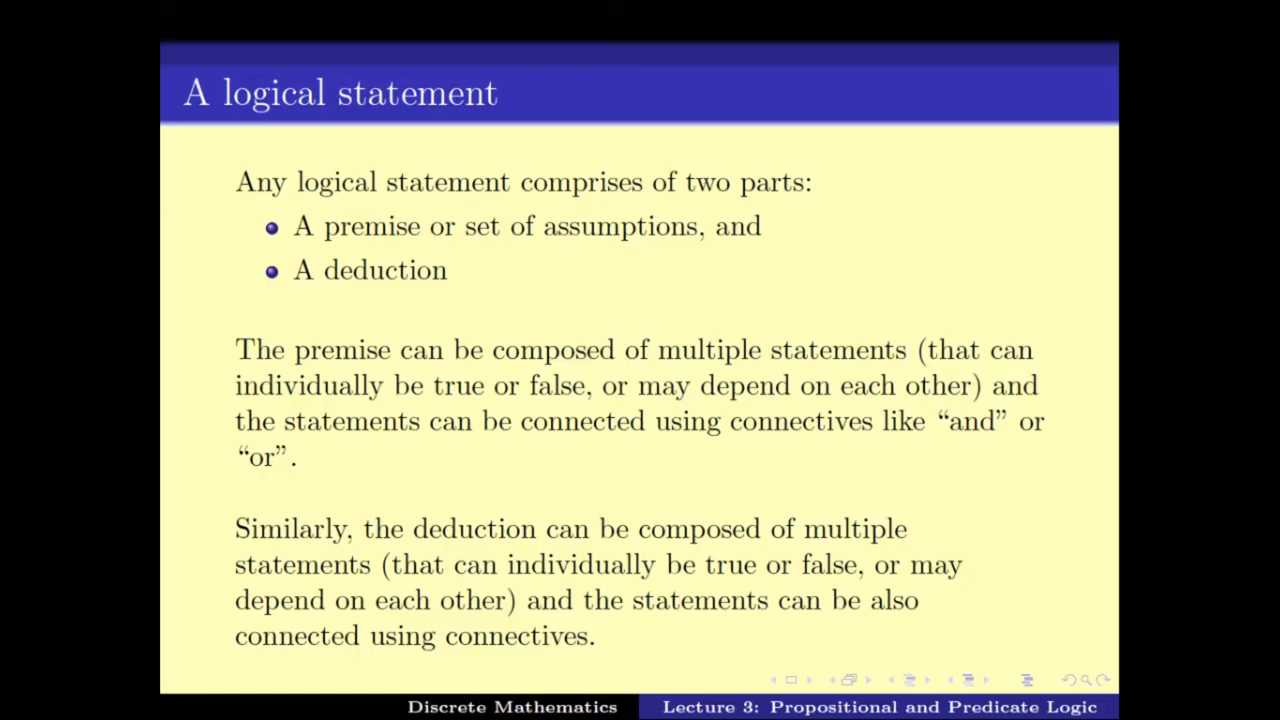 A logical statement
Any logical statement comprises of two parts:
A premise or set of assumptions, and
A deduction
The premise can be composed of multiple statements (that can
individually be true or false, or may depend on each other) and
the statements can be connected using connectives like “and” or
“or”.
Similarly, the deduction can be composed of multiple
statements (that can individually be true or false, or may
depend on each other) and the statements can be also
connected using connectives.
Discrete Mathematics
Lecture 3: Propositional and Predicate Logic